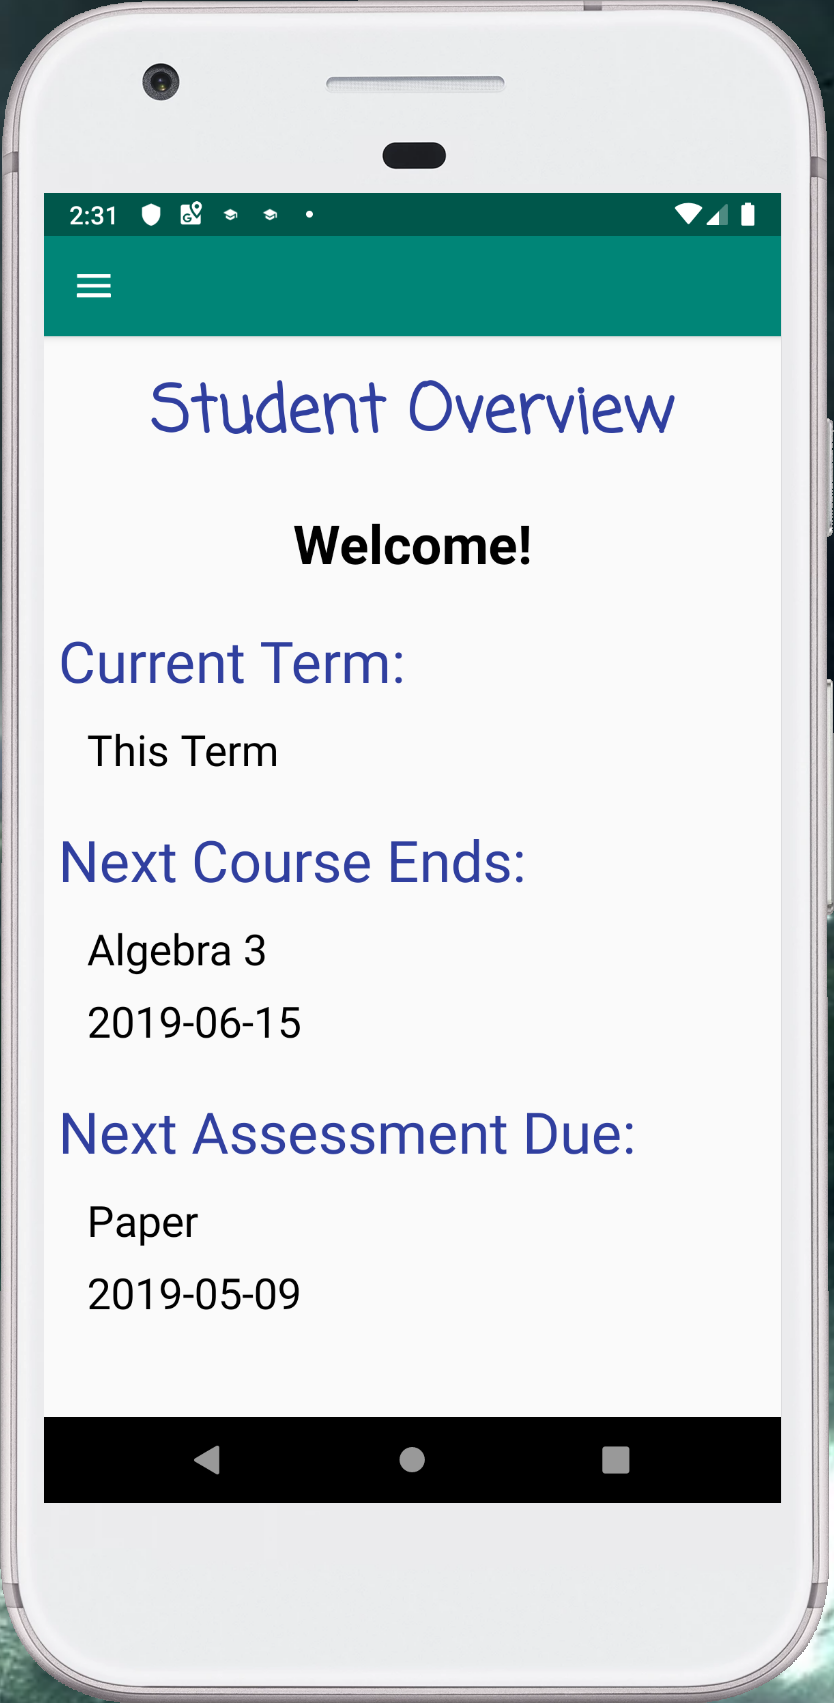 2:31
Student Overview
Welcome!
Current Term:
This Term
Next Course Ends:
Algebra 3
2019-06-15
Next Assessment Due:
Paper
2019-05-09